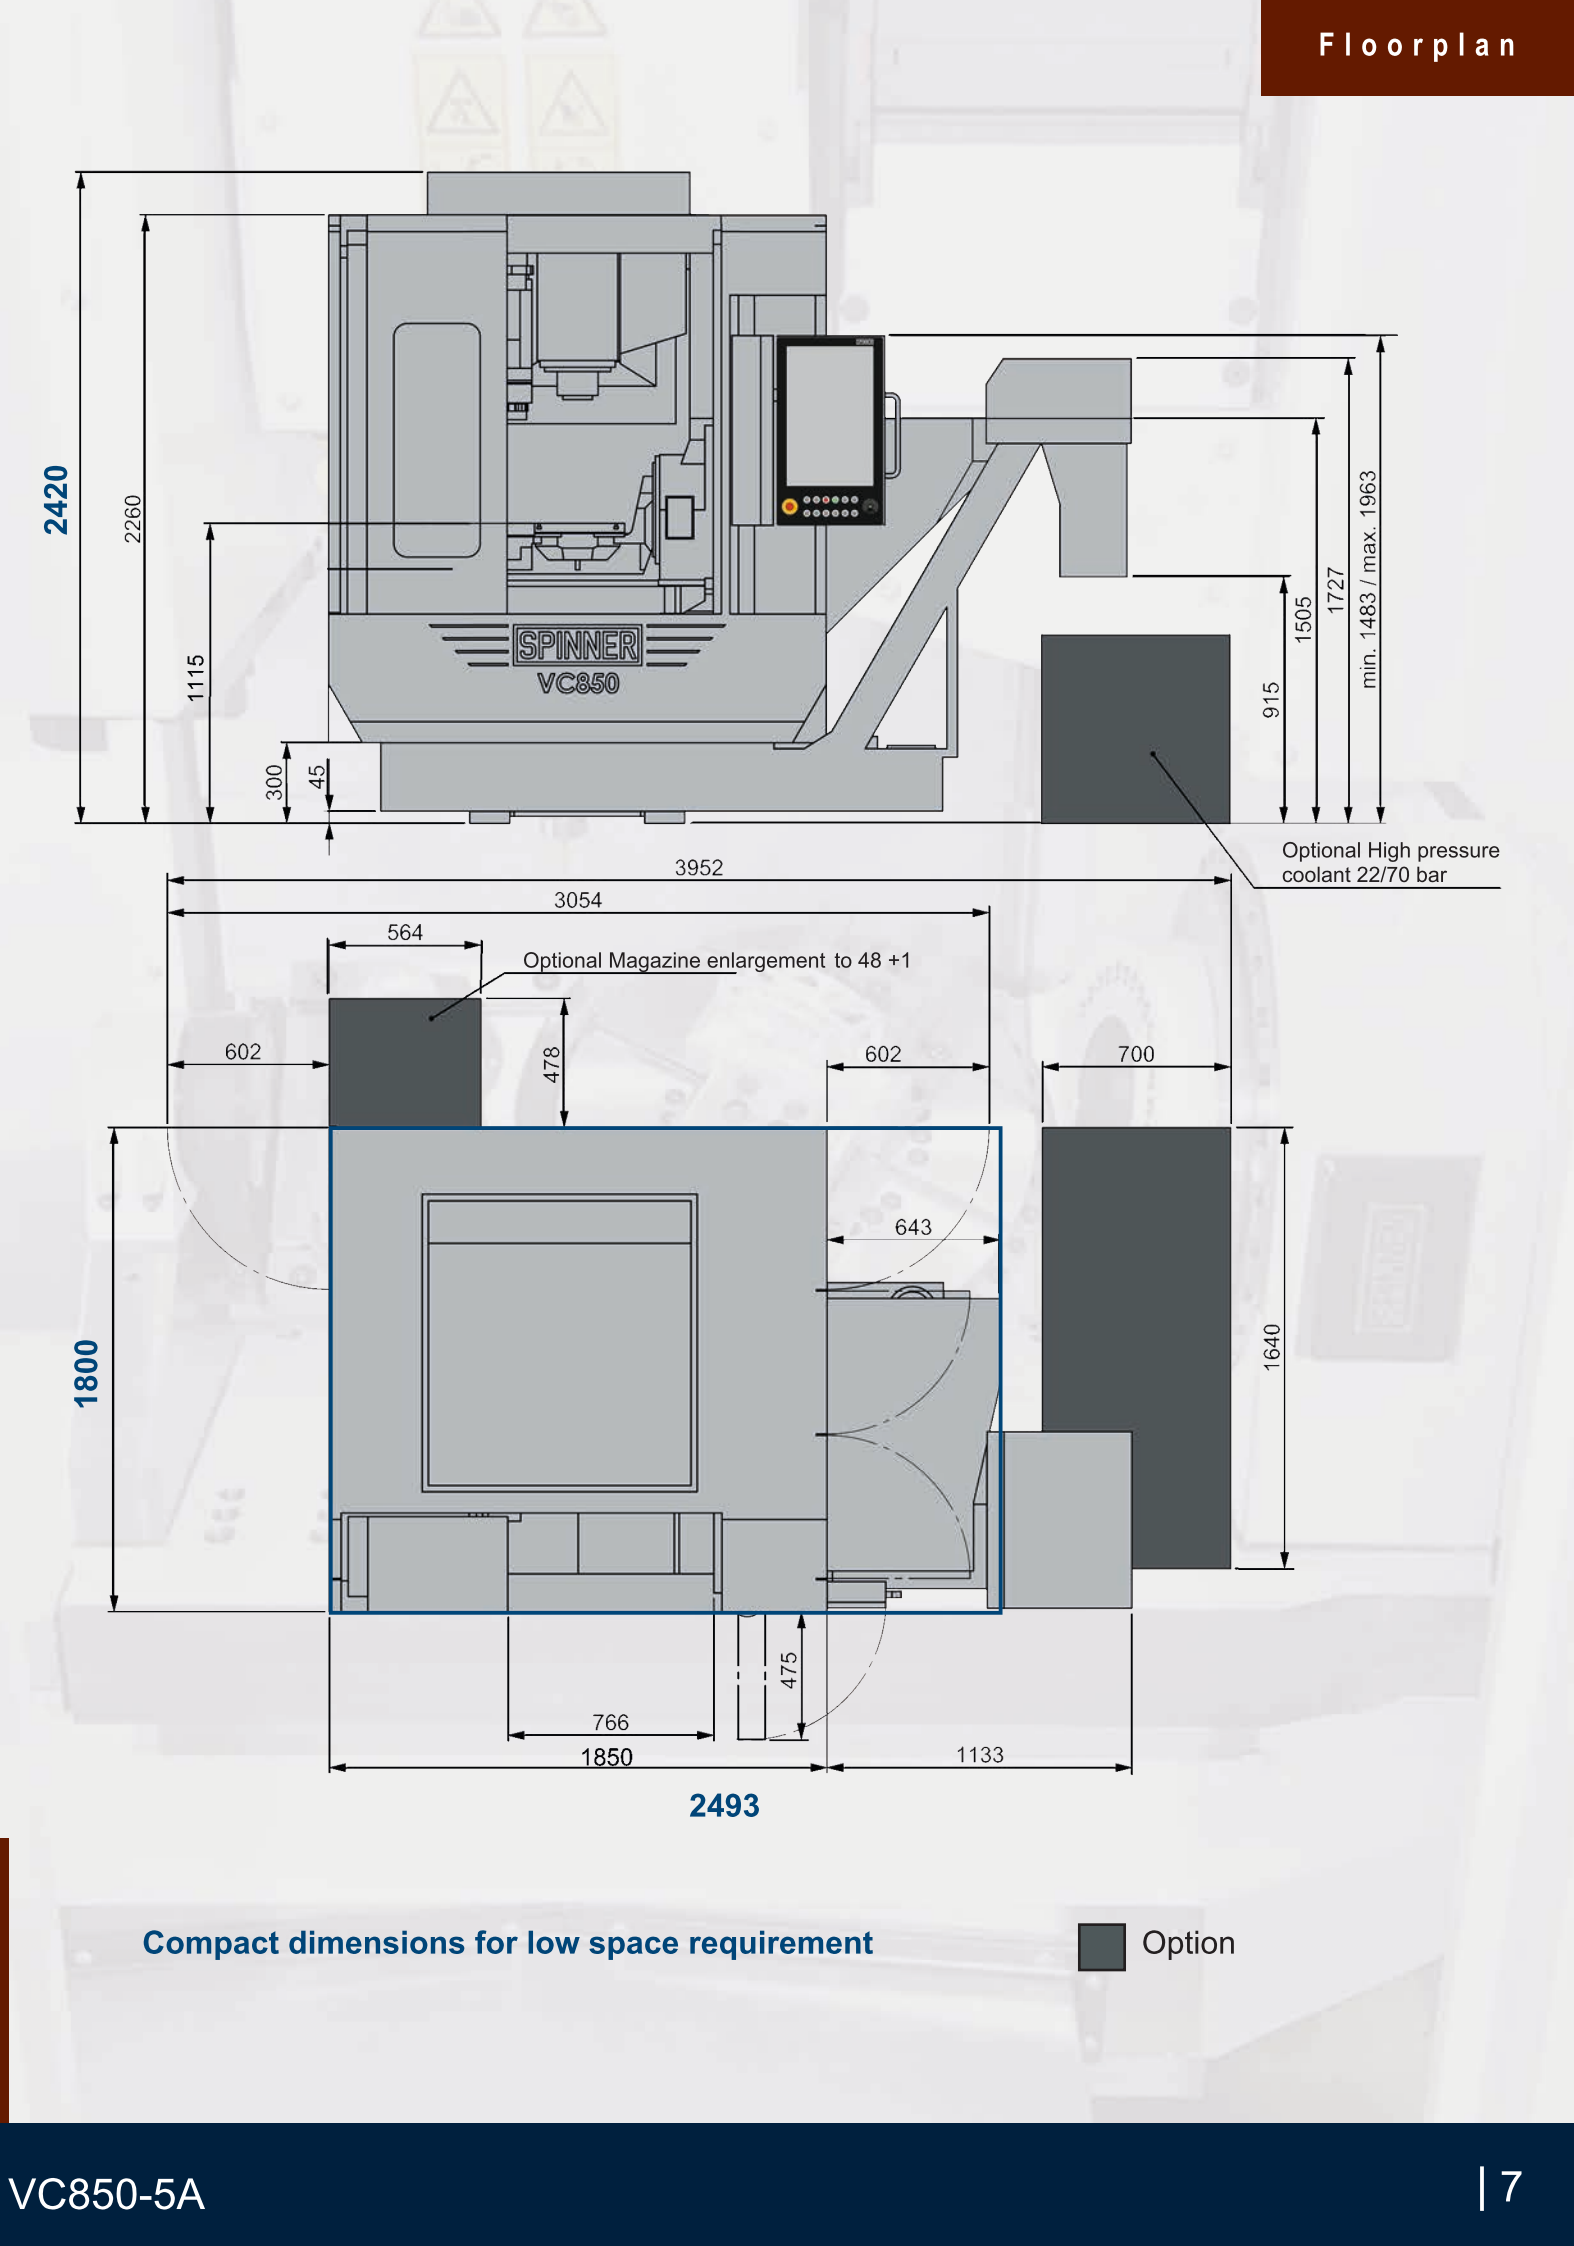 Floorplan
2420
2260
1115
300
45
SPINNER
VC850
min. 1483 / max. 1963
1727
1505
915
Optional High pressure
coolant 22/70 bar
3952
3054
564
Optional Magazine enlargement to 48 +1
602
478
602
700
643
1800
1640
475
766
1850
1133
2493
Compact dimensions for low space requirement
Option
VC850-5A
| 7